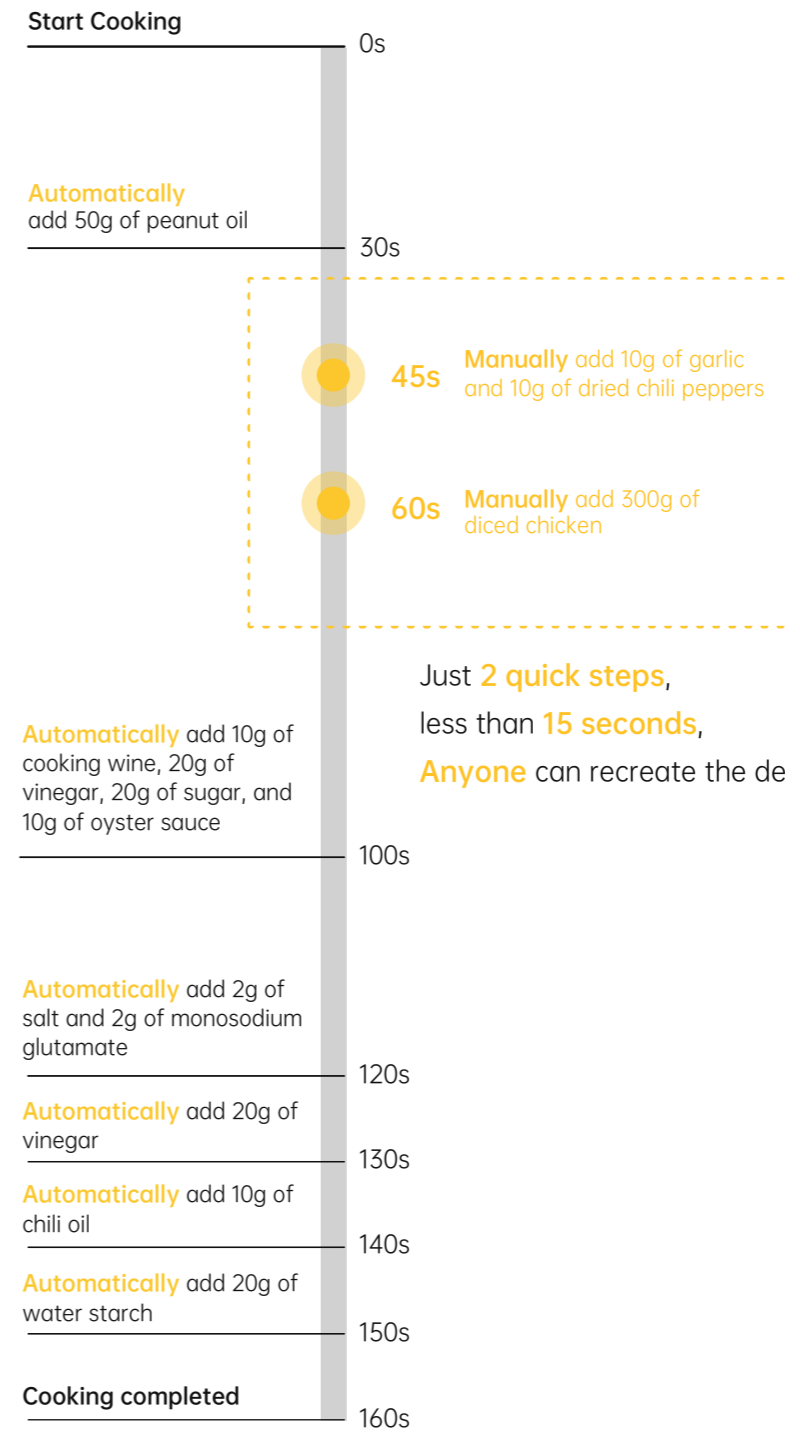 Start Cooking
0s
Automatically
add 50g of peanut oil
30s
45s
Manually add 10g of garlic
and 10g of dried chili peppers
60s
Manually add 300g of
diced chicken
Just 2 quick steps,
less than 15 seconds,
Anyone can recreate the de
Automatically add 10g of
cooking wine, 20g of
vinegar, 20g of sugar, and
10g of oyster sauce
100s
Automatically add 2g of
salt and 2g of monosodium
glutamate
120s
Automatically add 20g of
vinegar
130s
Automatically add 10g of
chili oil
140s
Automatically add 20g of
water starch
150s
Cooking completed
160s